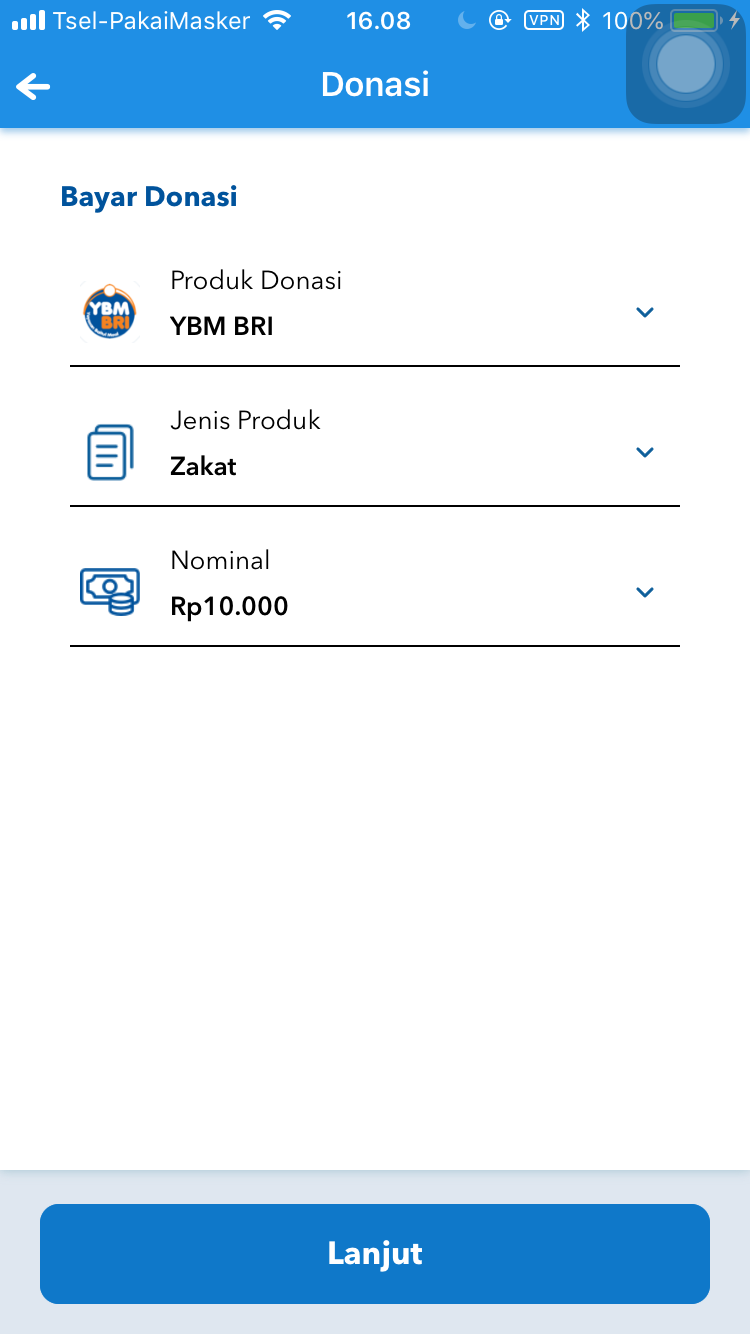 Tsel-PakaiMasker 16.08 VPN 100%
Donasi
Bayar Donasi
Produk Donasi
YBM BRI
YBM
BRI
Jenis Produk
Zakat
Nominal
Rp10.000
Lanjut